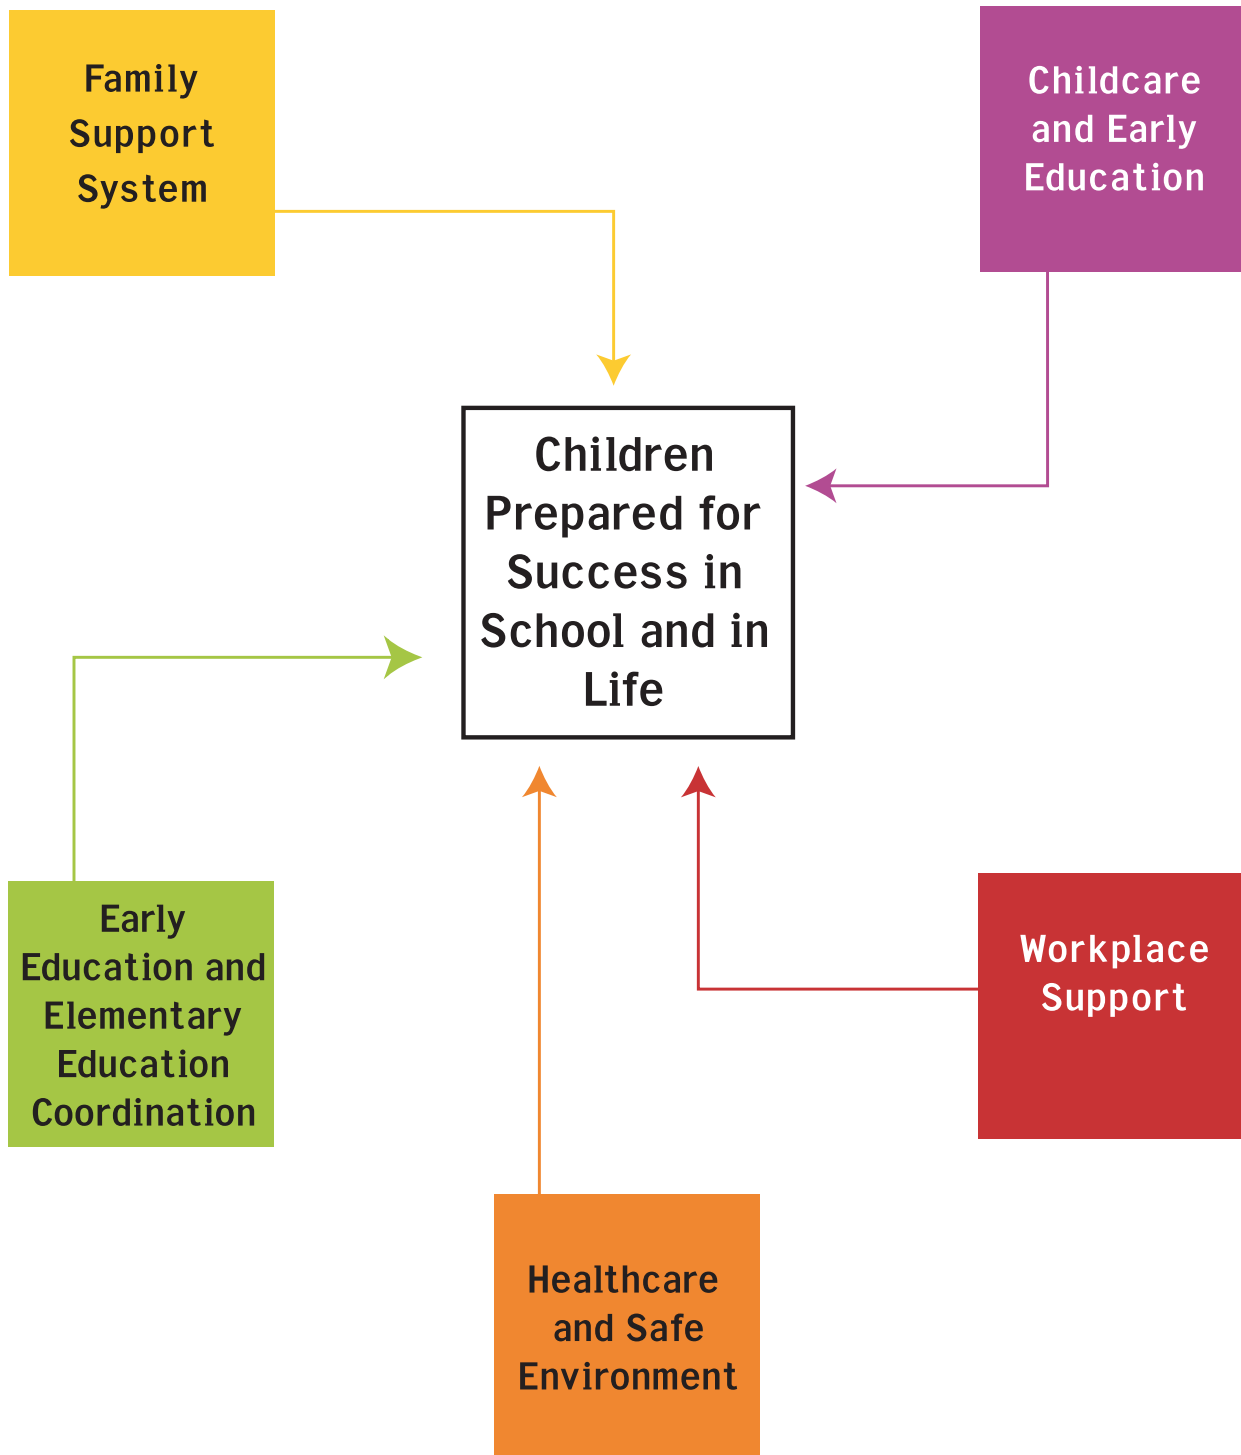 Family
Support
System
Childcare
and Early
Education
Children
Prepared for
Success in
School and in
Life
Early
Education and
Elementary
Education
Coordination
Workplace
Support
Healthcare
and Safe
Environment